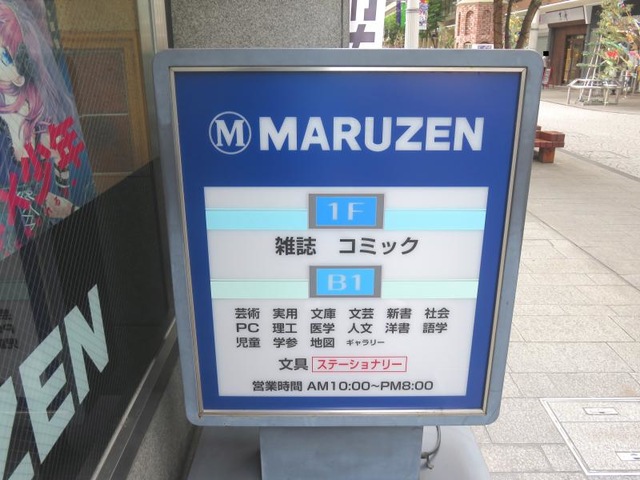 M MARUZEN
1F
雑誌 コミック
B1
芸術 実用 文庫 文芸 新書 社会
PC 理工 医学 人文 洋書 語学
児童 学参 地図 ギャラリー
文具 ステーショナリー
営業時間 AM10:00~PM8:00
ZEN
少年